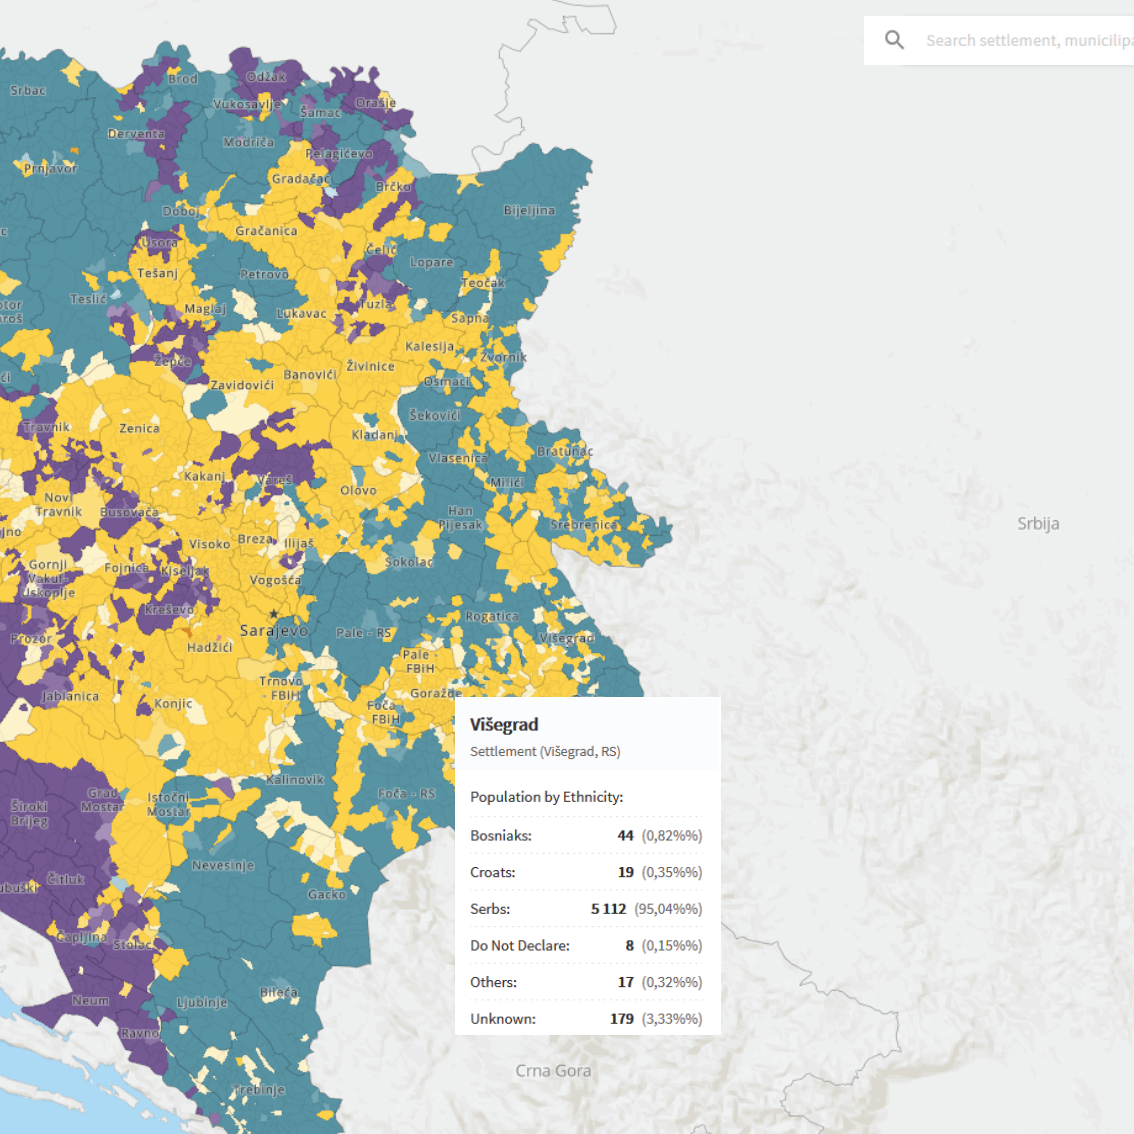 Search settlement, municilipa
Srbac
Brod
Odžak
Vukosavlje
Šamac
Orašje
Derventa
Modriča
Pelagićevo
Prnjavor
Gradačac
Brčko
Doboj
Bijeljina
Gračanica
Usora
Čelić
Lopare
Tešanj
Petrovo
Teočak
Teslić
Maglaj
Lukavac
Tuzla
Sapna
Kalesija
Zvornik
Žepče
Živinice
Banovići
Zavidovići
Osmaci
Šekovići
Travnik
Zenica
Kladanj
Bratunac
Vlasenica
Kakanj
Vareš
Milići
Olovo
Novi
Travnik
Busovača
Han
Pijesak
Srebrenica
Srbija
Visoko
Breza
Ilijaš
Gornji
Vakuf-
Uskoplje
Fojnica
Kiseljak
Vogošća
Sokolac
Kreševo
Rogatica
Sarajevo
Pale - RS
Višegrad
Prozor
Hadžići
Pale -
FBiH
Trnovo
- FBiH
Goražde
Jablanica
Konjic
Foča
FBiH
Višegrad
Settlement (Višegrad, RS)
Population by Ethnicity:
Bosniaks: 44 (0,82%%)
Croats: 19 (0,35%%)
Serbs: 5 112 (95,04%%)
Do Not Declare: 8 (0,15%%)
Others: 17 (0,32%%)
Unknown: 179 (3,33%%)
Kalinovik
Široki
Brijeg
Grad
Mostar
Istočni
Mostar
Foča - RS
Nevesinje
Čitluk
Gacko
Čapljina
Stolac
Bileća
Neum
Ljubinje
Ravno
Trebinje
Crna Gora